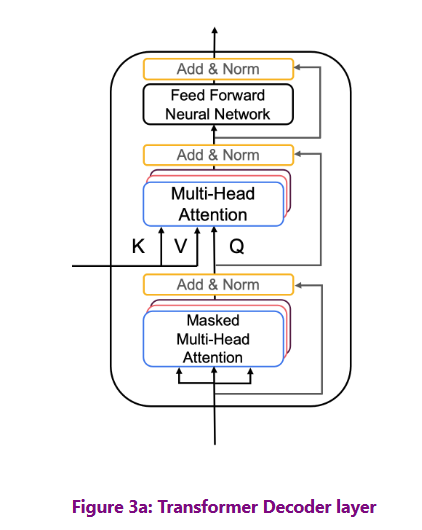 Add & Norm
Feed Forward
Neural Network
Add & Norm
Multi-Head
Attention
K V Q
Add & Norm
Masked
Multi-Head
Attention
Figure 3a: Transformer Decoder layer